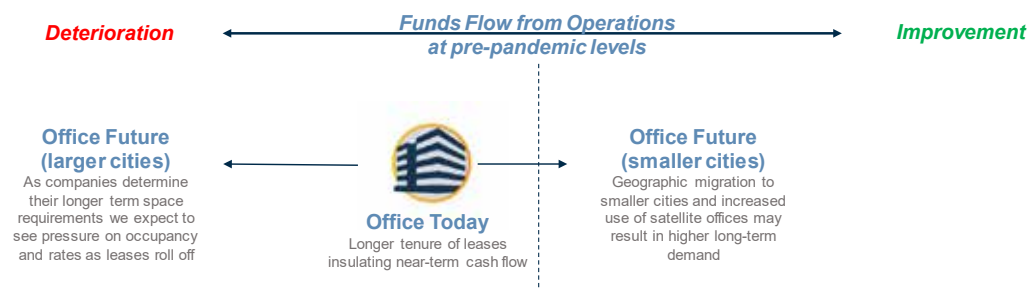 Deterioration
Funds Flow from Operations
at pre-pandemic levels
Improvement
Office Future
(larger cities)
As companies determine
their longer term space
requirements we expect to
see pressure on occupancy
and rates as leases roll off
Office Today
Longer tenure of leases
insulating near-term cash flow
Office Future
(smaller cities)
Geographic migration to
smaller cities and increased
use of satellite offices may
result in higher long-term
demand